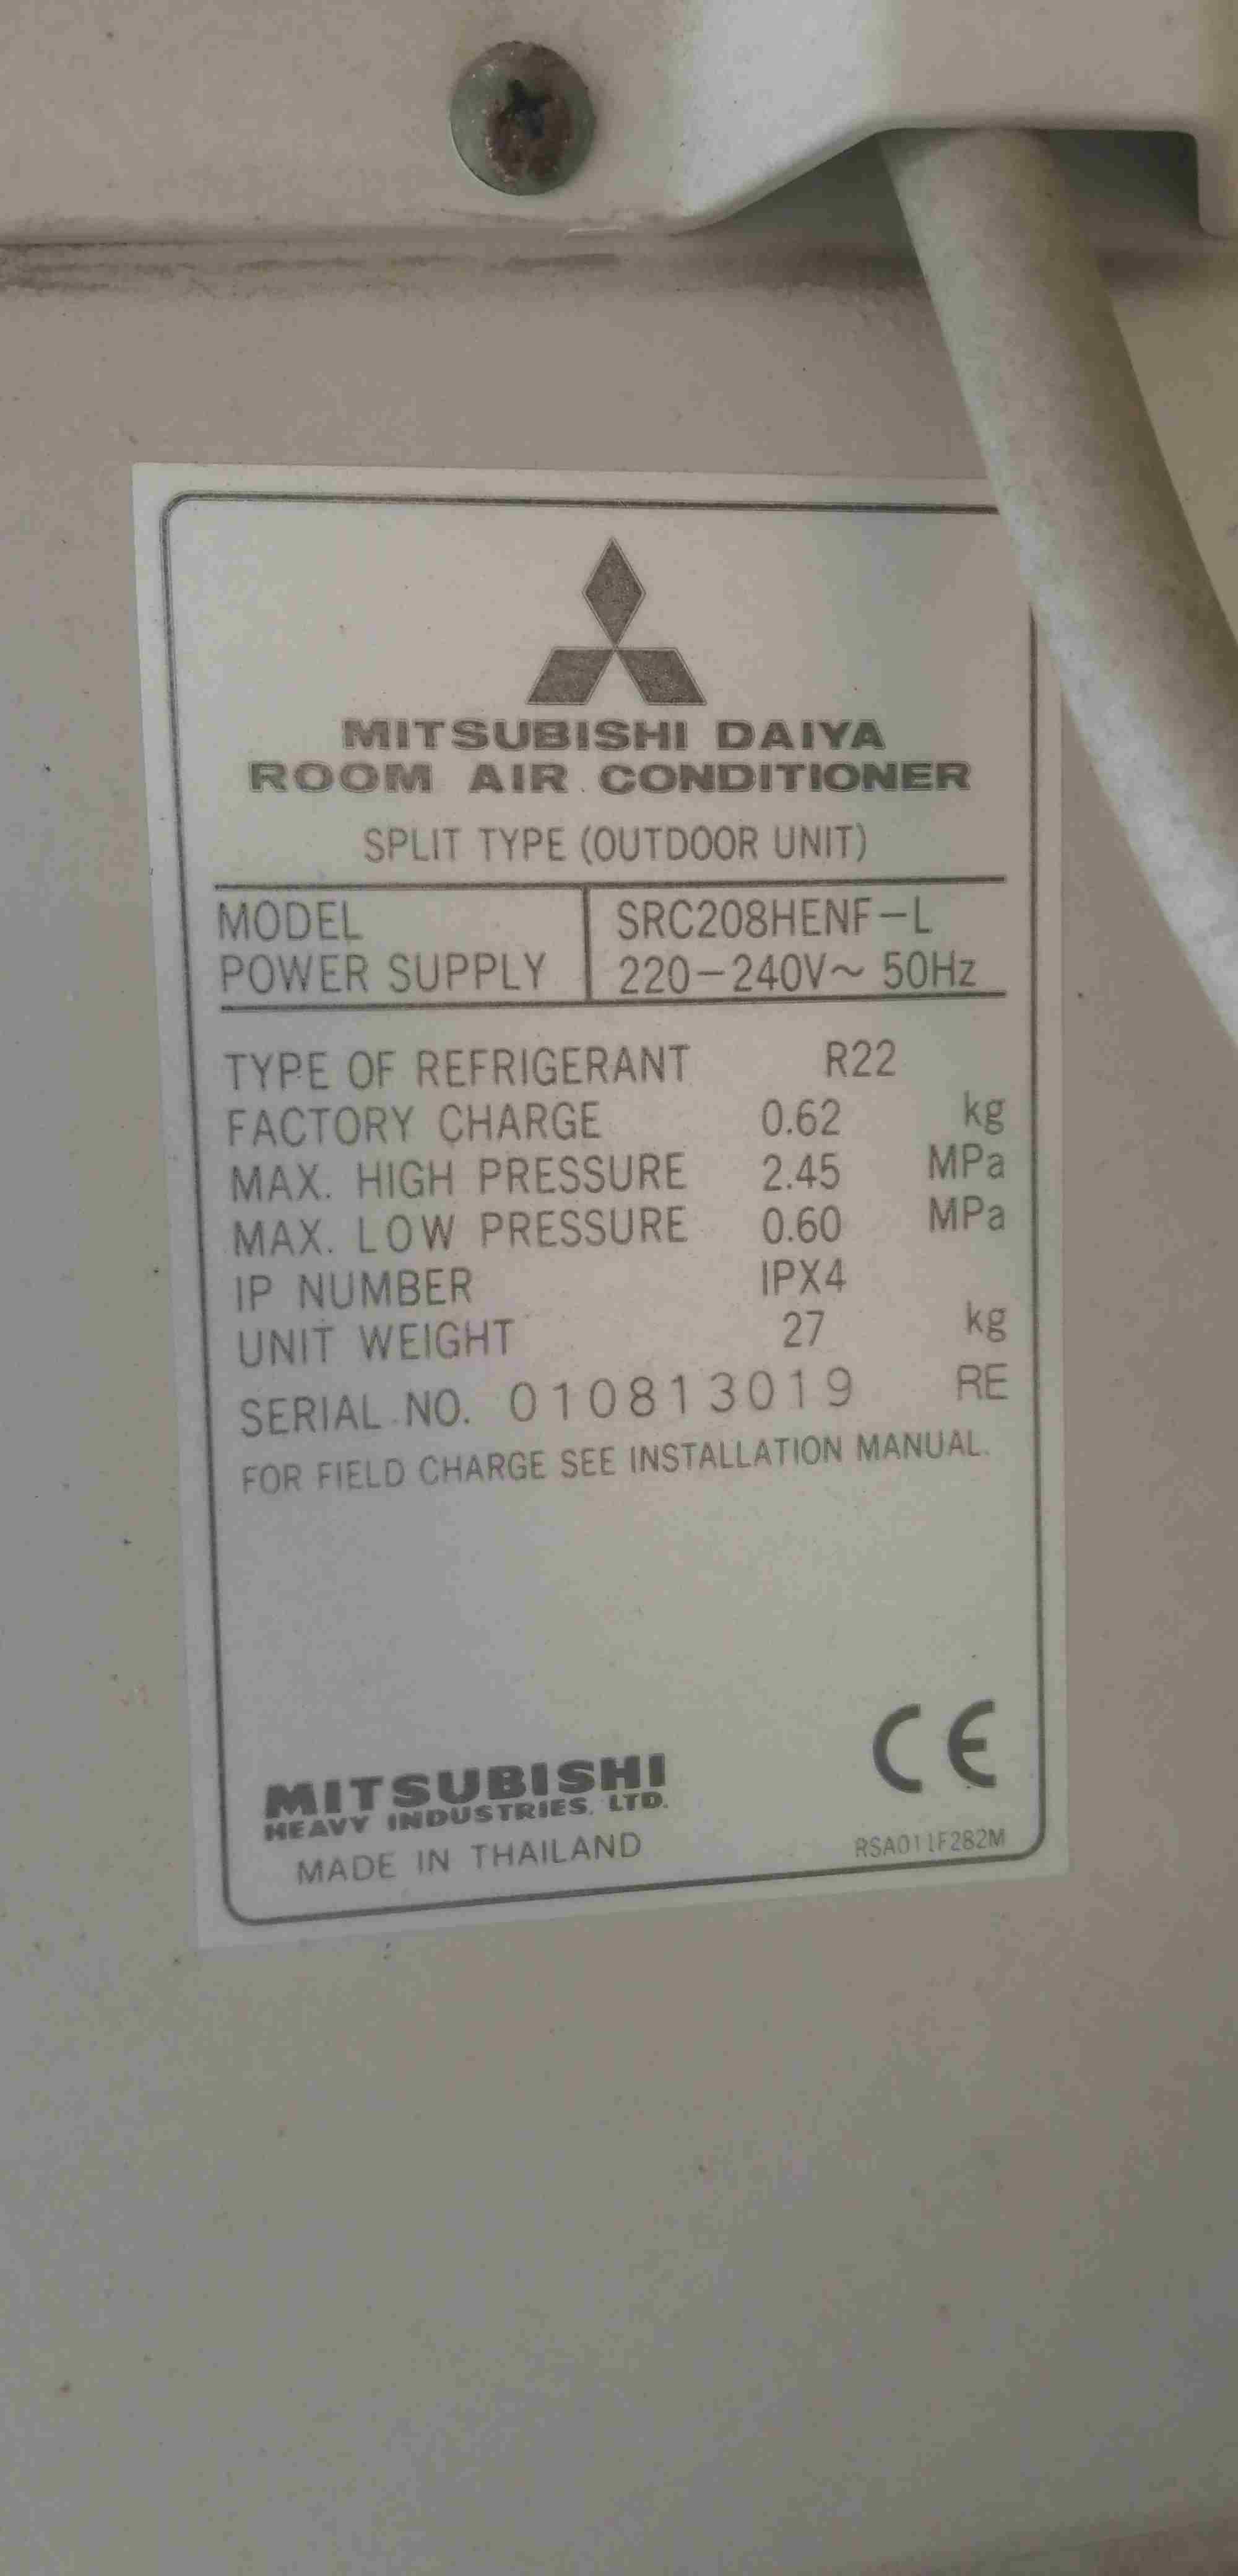 MITSUBISHI DAIYA
ROOM AIR CONDITIONER
SPLIT TYPE (OUTDOOR UNIT)
MODEL SRC208HENF-L
POWER SUPPLY 220-240V~ 50Hz
TYPE OF REFRIGERANT R22
FACTORY CHARGE 0.62 kg
MAX. HIGH PRESSURE 2.45 MPa
MAX. LOW PRESSURE 0.60 MPa
IP NUMBER IPX4
UNIT WEIGHT 27 kg
SERIAL NO. 010813019 RE
FOR FIELD CHARGE SEE INSTALLATION MANUAL.
CE
MITSUBISHI
HEAVY INDUSTRIES, LTD.
MADE IN THAILAND
RSA011F282M